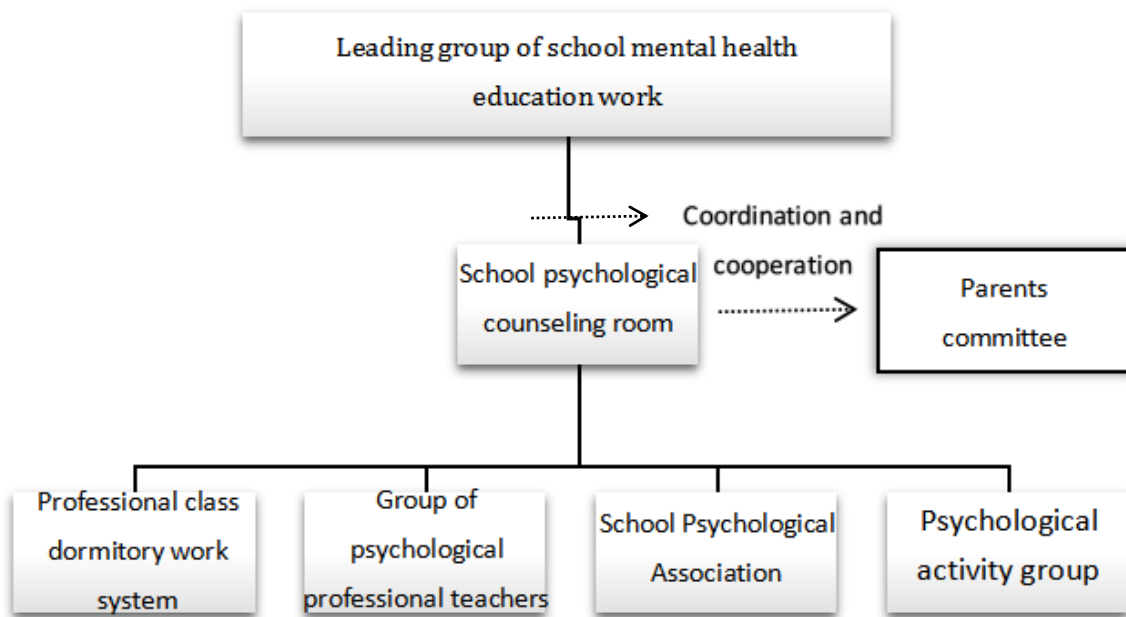 Leading group of school mental health
education work
Coordination and
cooperation
School psychological
counseling room
Parents
committee
Professional class
dormitory work
system
Group of
psychological
professional teachers
School Psychological
Association
Psychological
activity group